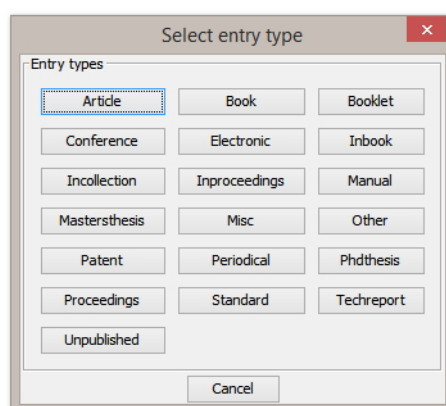 Select entry type
x
Entry types
Article Book Booklet
Conference Electronic Inbook
Incollection Inproceedings Manual
Mastersthesis Misc Other
Patent Periodical Phdthesis
Proceedings Standard Techreport
Unpublished
Cancel